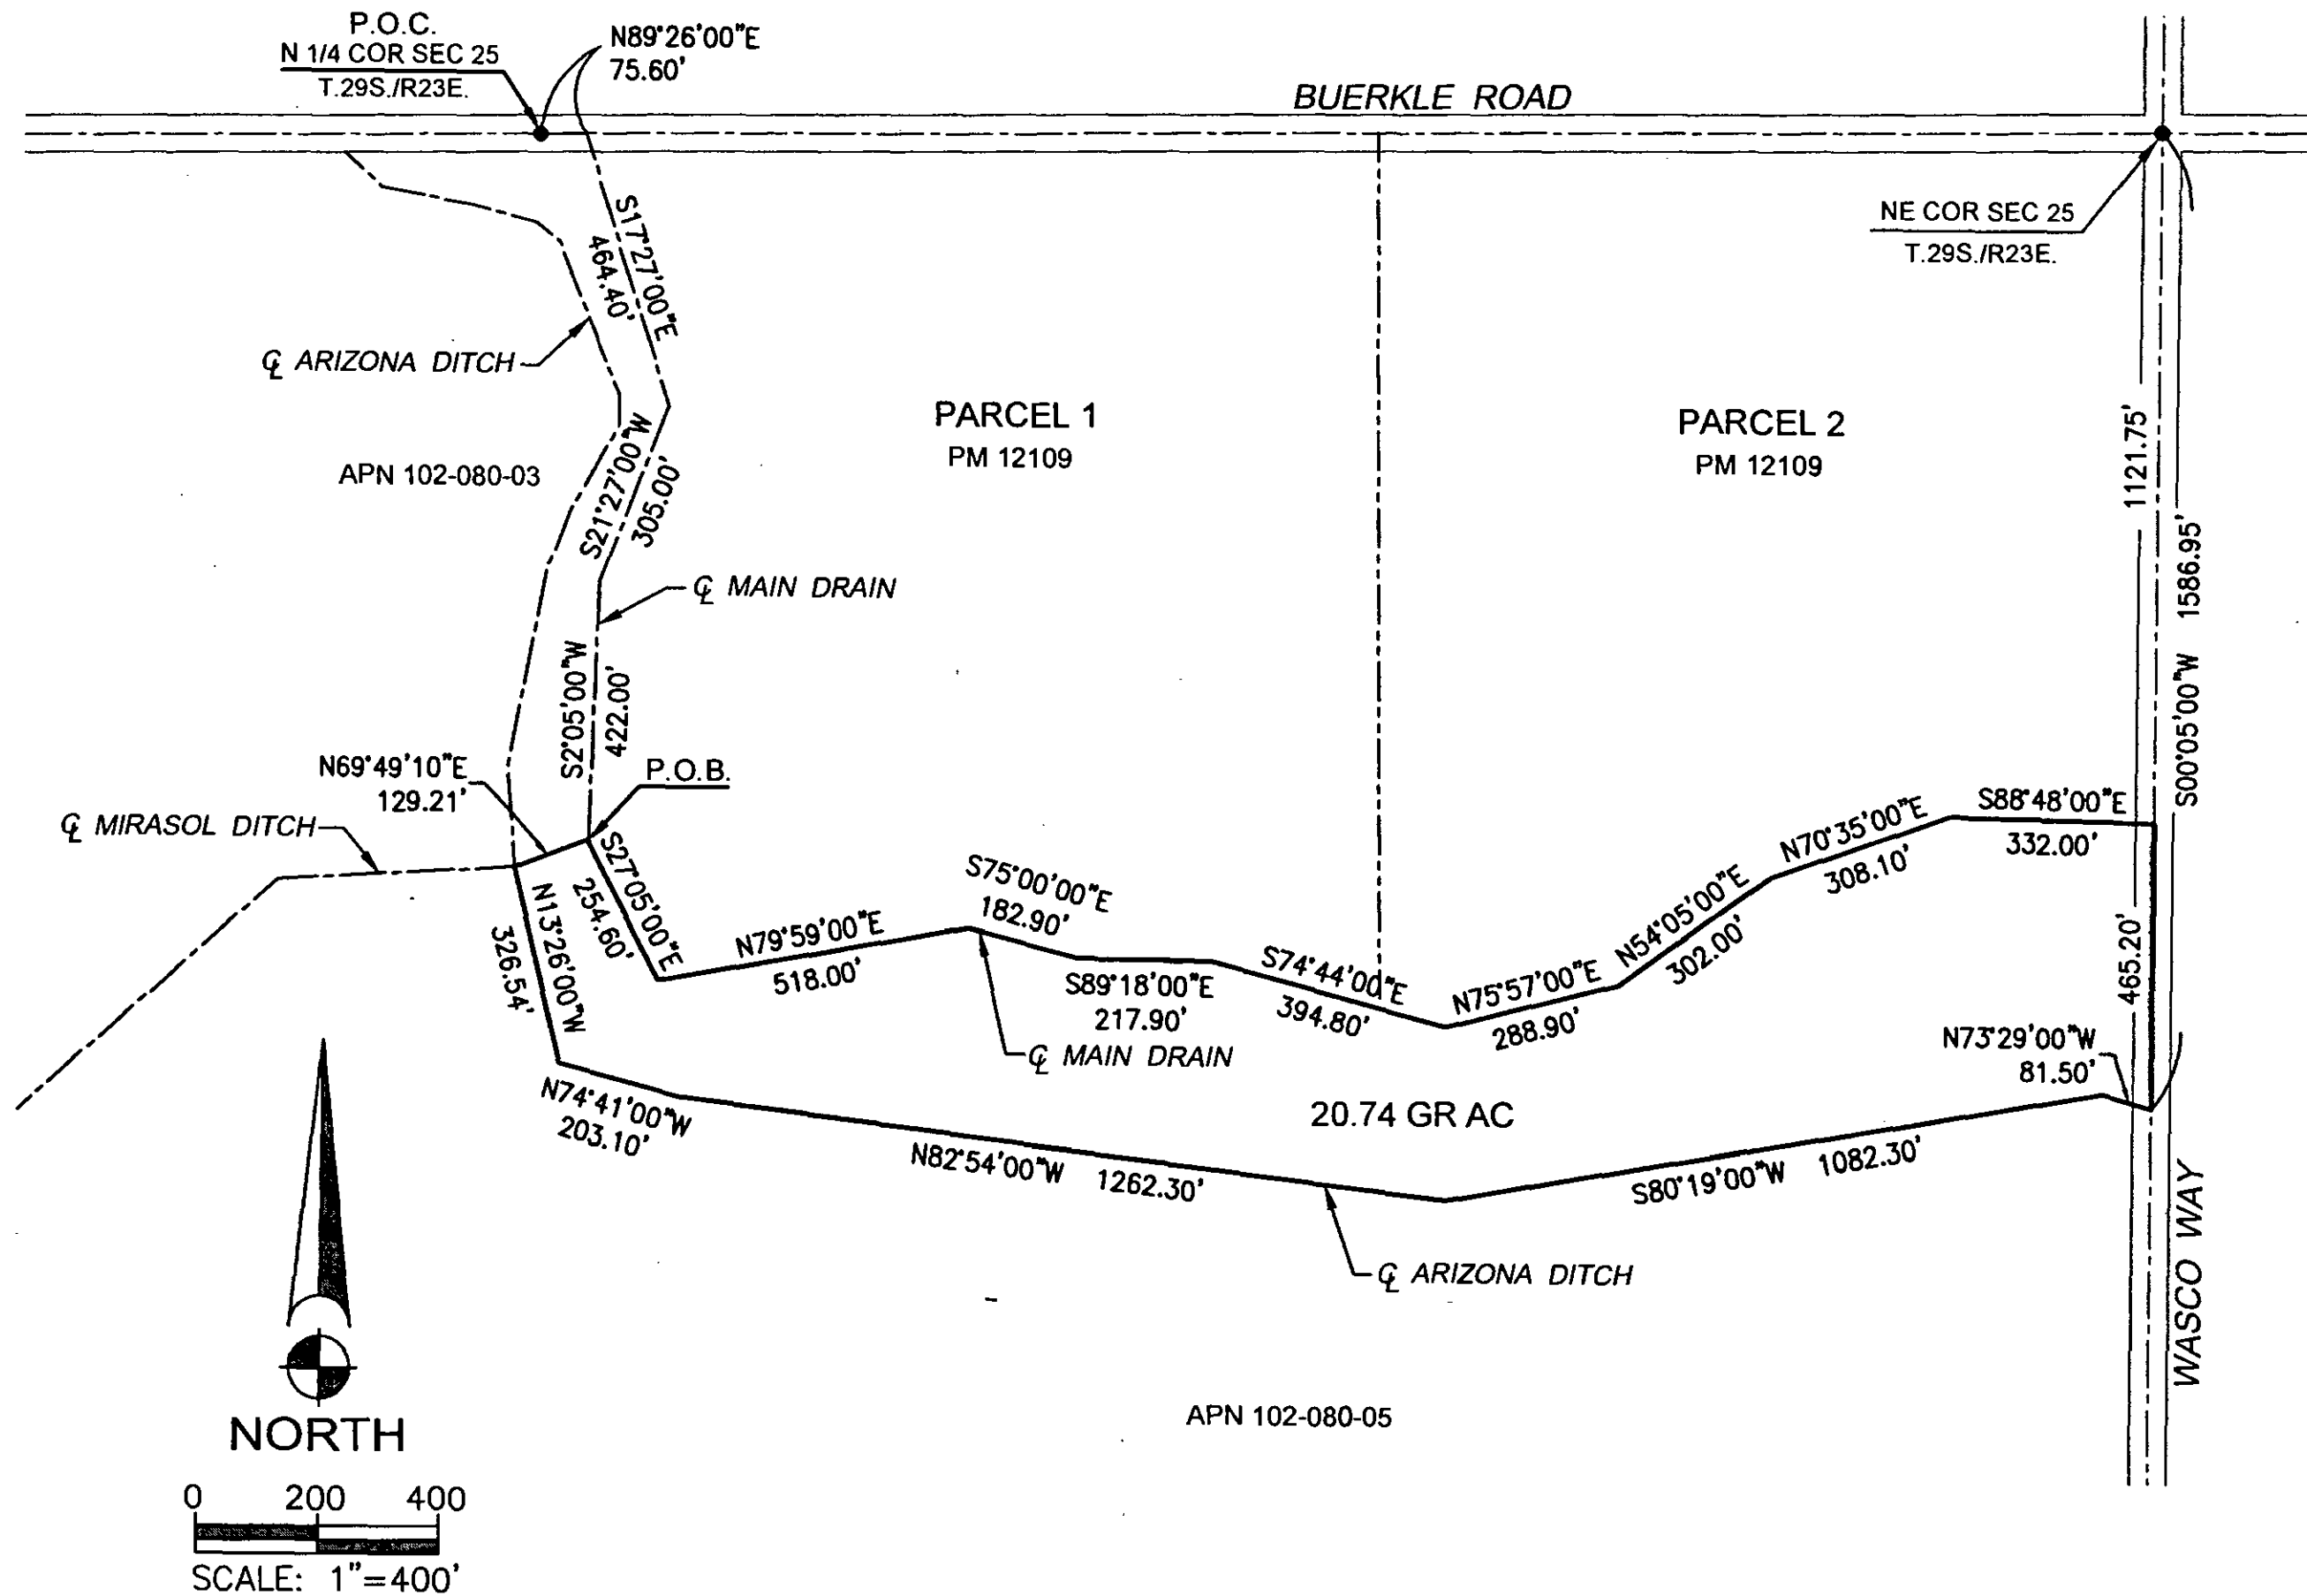 P.O.C.
N 1/4 COR SEC 25
T.29S./R23E.
N89°26'00"E
75.60'
BUERKLE ROAD
NE COR SEC 25
T.29S./R23E.
S17°27'00"E
464.40'
℄ ARIZONA DITCH
PARCEL 1
PM 12109
PARCEL 2
PM 12109
1121.75'
APN 102-080-03
S21°27'00"W
305.00'
S00°05'00"W 1586.95'
℄ MAIN DRAIN
S2°05'00"W
422.00'
N69°49'10"E
129.21'
P.O.B.
℄ MIRASOL DITCH
S27°05'00"E
254.60'
N13°26'00"W
326.54'
N79°59'00"E
518.00'
S75°00'00"E
182.90'
S89°18'00"E
217.90'
℄ MAIN DRAIN
S74°44'00"E
394.80'
N75°57'00"E
288.90'
N54°05'00"E
302.00'
N70°35'00"E
308.10'
S88°48'00"E
332.00'
465.20'
N73°29'00"W
81.50'
N74°41'00"W
203.10'
20.74 GR AC
N82°54'00"W 1262.30'
S80°19'00"W 1082.30'
WASCO WAY
℄ ARIZONA DITCH
APN 102-080-05
NORTH
0 200 400
SCALE: 1"=400'